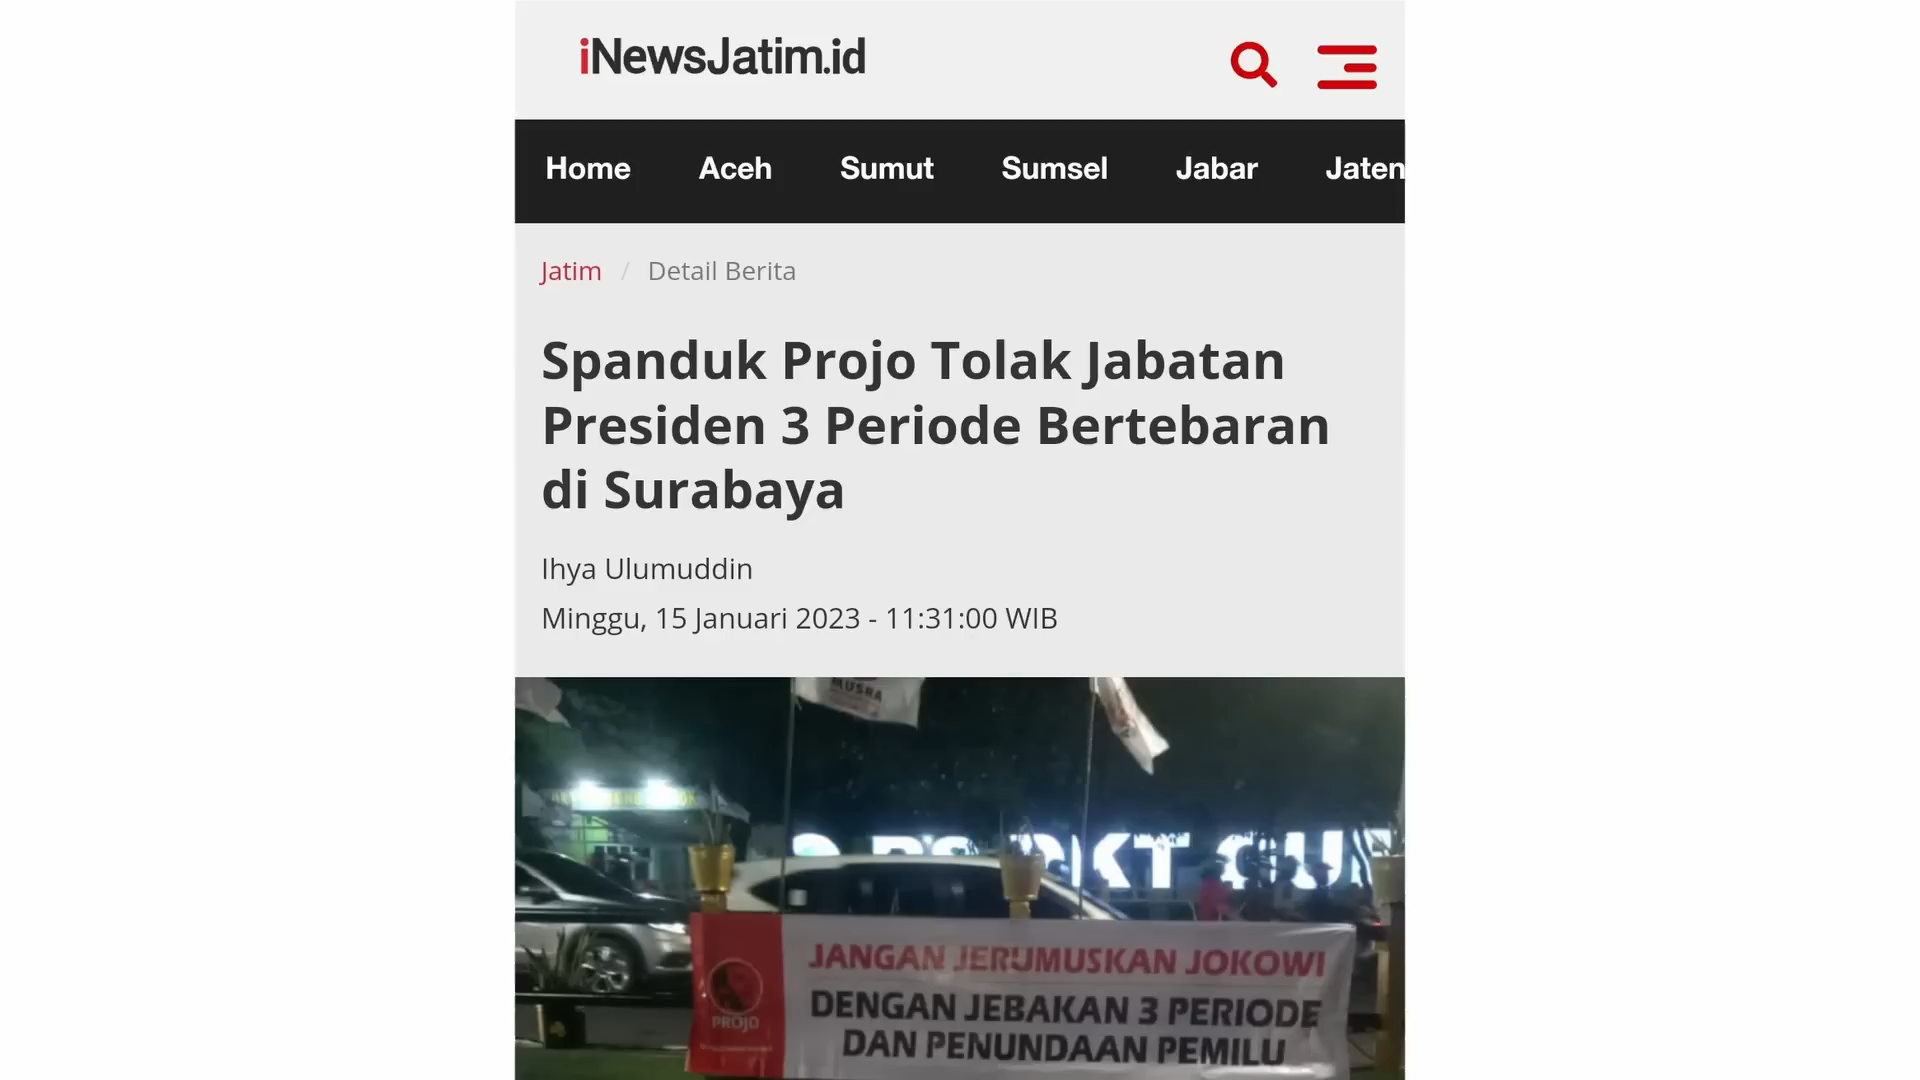 iNewsJatim.id
Home Aceh Sumut Sumsel Jabar Jaten
Jatim / Detail Berita
Spanduk Projo Tolak Jabatan
Presiden 3 Periode Bertebaran
di Surabaya
Ihya Ulumuddin
Minggu, 15 Januari 2023 - 11:31:00 WIB
MUSRA
JANGAN JERUMUSKAN JOKOWI
DENGAN JEBAKAN 3 PERIODE
DAN PENUNDAAN PEMILU
PROJO